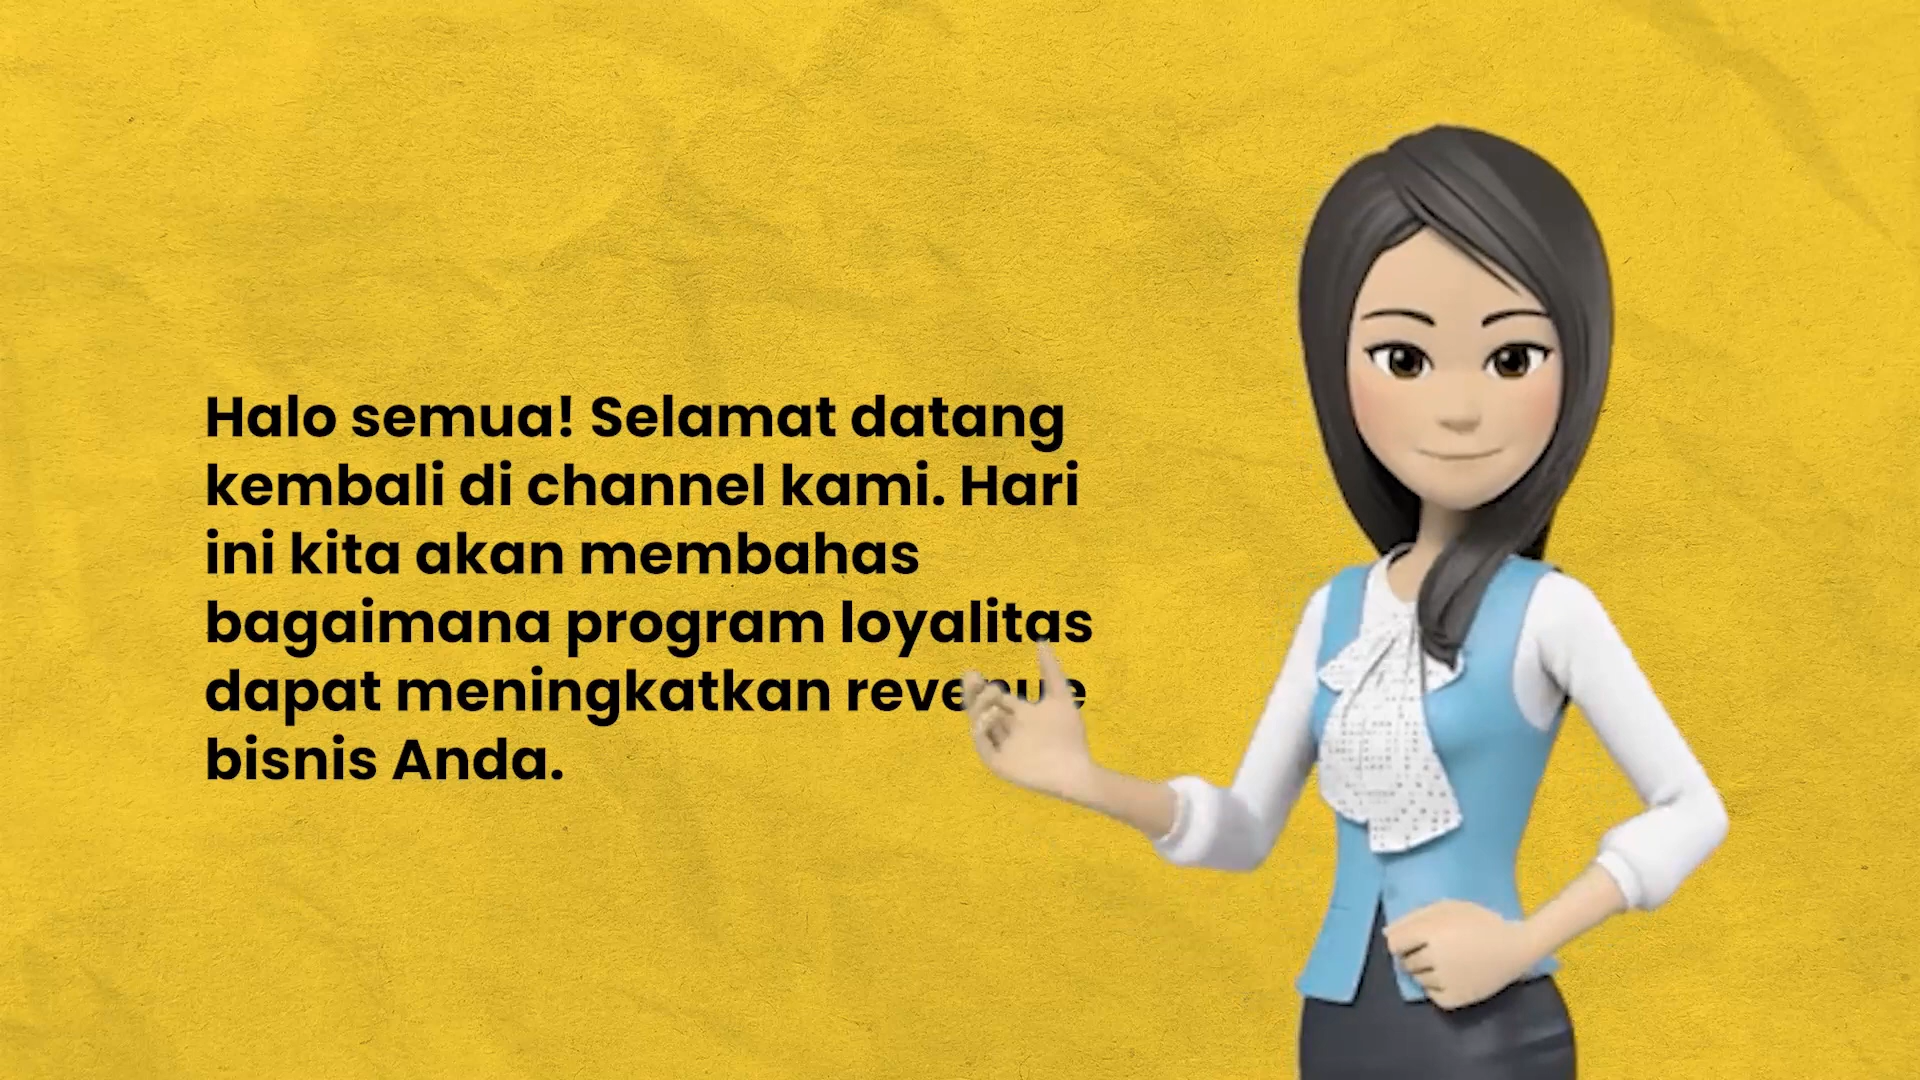 Halo semua! Selamat datang
kembali di channel kami. Hari
ini kita akan membahas
bagaimana program loyalitas
dapat meningkatkan revenue
bisnis Anda.